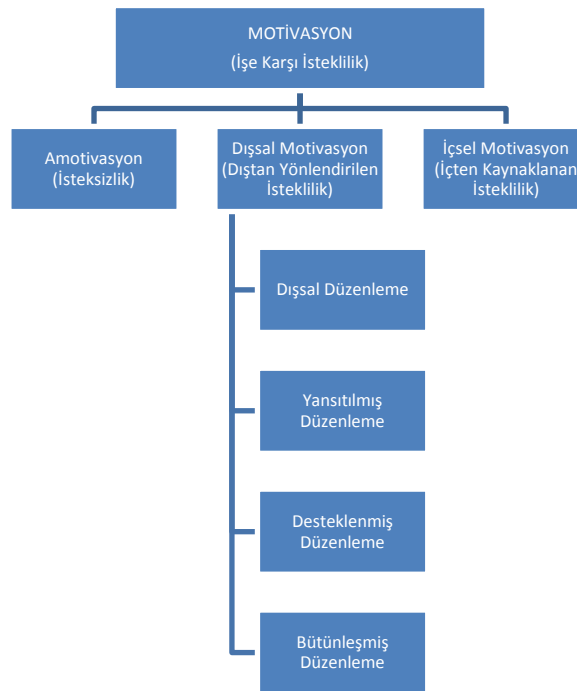 MOTİVASYON
(İşe Karşı İsteklilik)
Amotivasyon
(İsteksizlik)
Dışsal Motivasyon
(Dıştan Yönlendirilen
İsteklilik)
İçsel Motivasyon
(İçten Kaynaklanan
İsteklilik)
Dışsal Düzenleme
Yansıtılmış
Düzenleme
Desteklenmiş
Düzenleme
Bütünleşmiş
Düzenleme